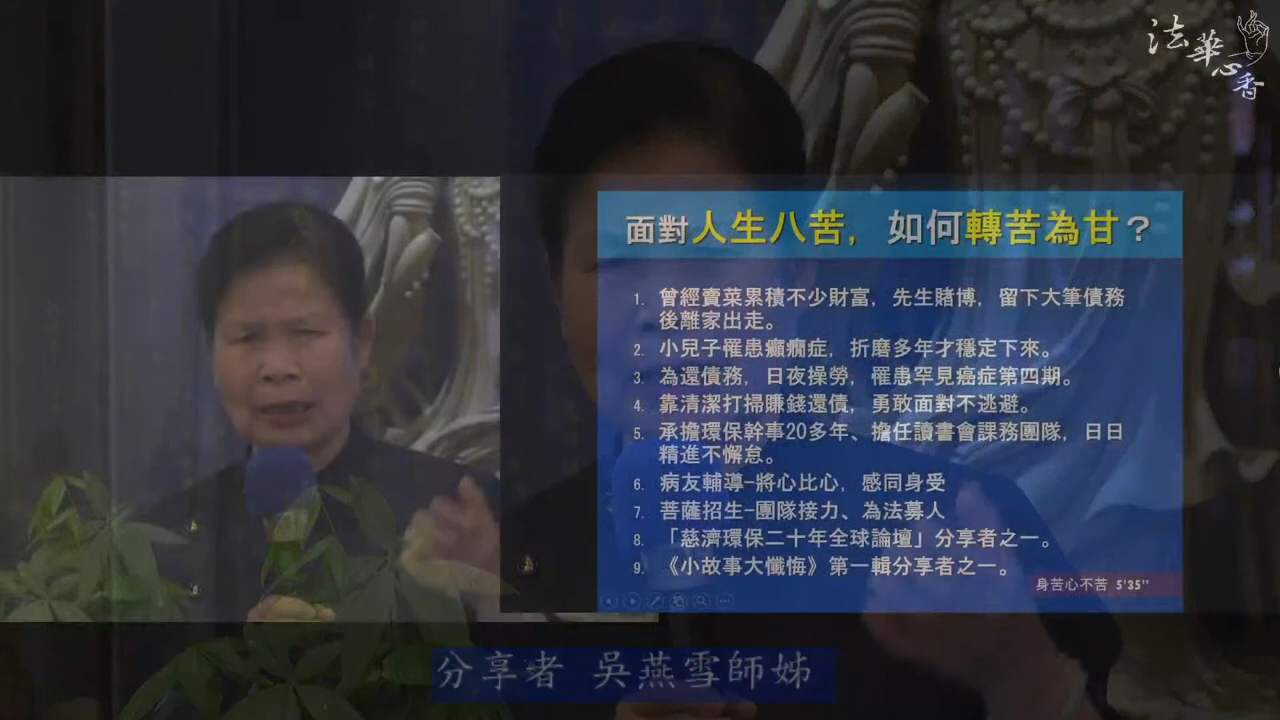 法華心香
面對人生八�，如何轉苦為甘？
1. 曾經賣菜累積不少財富，先生賭博，留下大筆債務
後離家出走。
2. 小兒子罹患癲癇症，折磨多年才穩定下來。
3. 為還債務，日夜操勞，罹患罕見癌症第四期。
4. 靠清潔打掃賺錢還債，勇敢面對不逃避。
5. 承擔環保幹事20多年、擔任讀書會課務團隊，日日
精進不懈怠。
6. 病友輔導-將心比心，感同身受
7. 菩薩招生-團隊接力、為法募人
8. 「慈濟環保二十年全球論壇」分享者之一。
9. 《小故事大懺悔》第一輯分享者之一。
身苦心不苦 5'35"
分享者 吳燕雪師姊